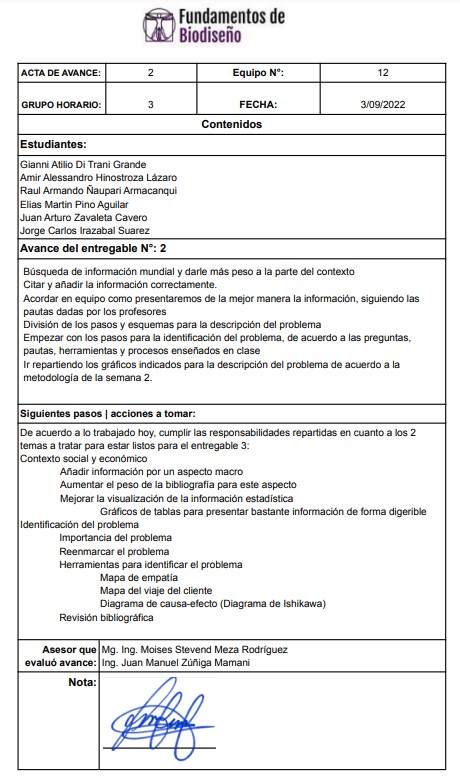 Fundamentos de
Biodiseño
ACTA DE AVANCE: 2 Equipo N°: 12
GRUPO HORARIO: 3 FECHA: 3/09/2022
Contenidos
Estudiantes:
Gianni Atilio Di Trani Grande
Amir Alessandro Hinostroza Lázaro
Raul Armando Ñaupari Armacanqui
Elias Martin Pino Aguilar
Juan Arturo Zavaleta Cavero
Jorge Carlos Irazabal Suarez
Avance del entregable N°: 2
Búsqueda de información mundial y darle más peso a la parte del contexto
Citar y añadir la información correctamente.
Acordar en equipo como presentaremos de la mejor manera la información, siguiendo las
pautas dadas por los profesores
División de los pasos y esquemas para la descripción del problema
Empezar con los pasos para la identificación del problema, de acuerdo a las preguntas,
pautas, herramientas y procesos enseñados en clase
Ir repartiendo los gráficos indicados para la descripción del problema de acuerdo a la
metodología de la semana 2.
Siguientes pasos | acciones a tomar:
De acuerdo a lo trabajado hoy, cumplir las responsabilidades repartidas en cuanto a los 2
temas a tratar para estar listos para el entregable 3:
Contexto social y económico
Añadir información por un aspecto macro
Aumentar el peso de la bibliografía para este aspecto
Mejorar la visualización de la información estadística
Gráficos de tablas para presentar bastante información de forma digerible
Identificación del problema
Importancia del problema
Reenmarcar el problema
Herramientas para identificar el problema
Mapa de empatía
Mapa del viaje del cliente
Diagrama de causa-efecto (Diagrama de Ishikawa)
Revisión bibliográfica
Asesor que Mg. Ing. Moises Stevend Meza Rodríguez
evaluó avance: Ing. Juan Manuel Zúñiga Mamani
Nota: